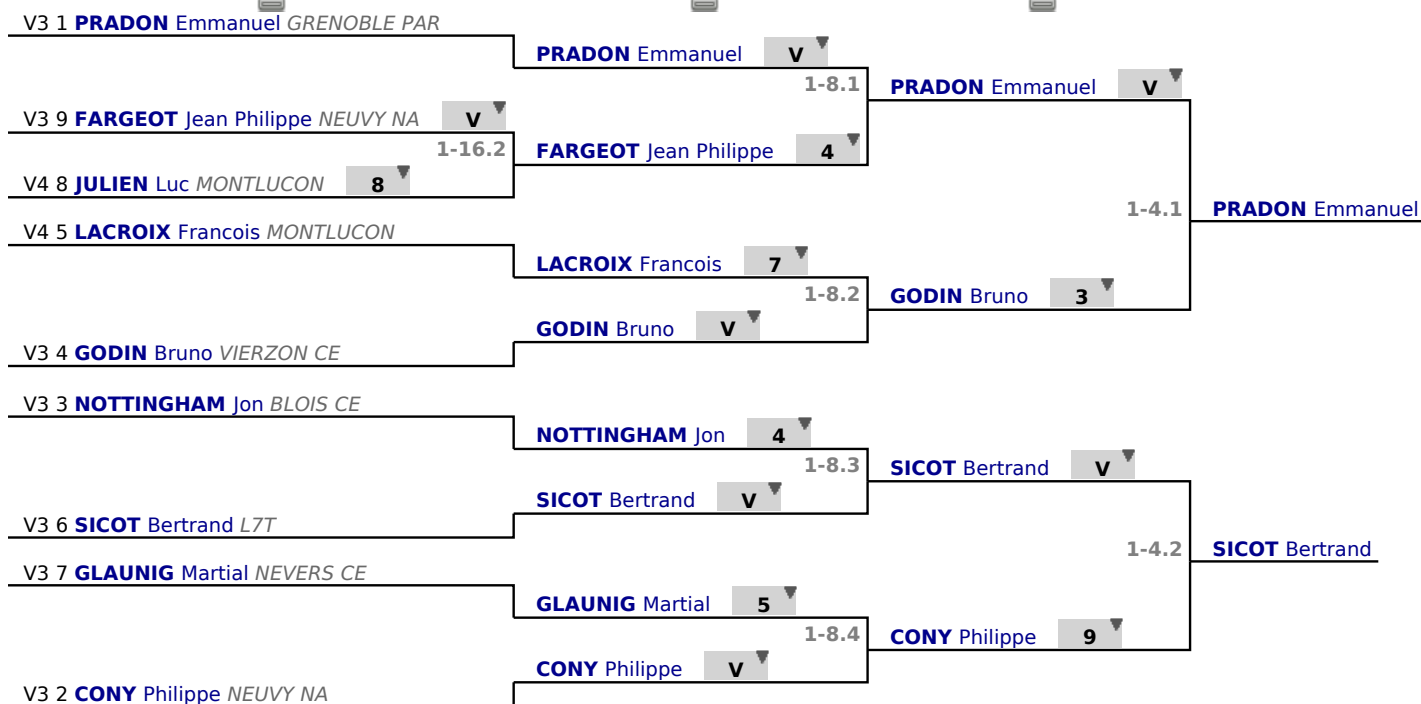 V3 1 PRADON Emmanuel GRENOBLE PAR
PRADON Emmanuel V
1-8.1
PRADON Emmanuel V
V3 9 FARGEOT Jean Philippe NEUVY NA V
1-16.2
FARGEOT Jean Philippe 4
V4 8 JULIEN Luc MONTLUCON 8
1-4.1
PRADON Emmanuel
V4 5 LACROIX Francois MONTLUCON
LACROIX Francois 7
1-8.2
GODIN Bruno 3
GODIN Bruno V
V3 4 GODIN Bruno VIERZON CE
V3 3 NOTTINGHAM Jon BLOIS CE
NOTTINGHAM Jon 4
1-8.3
SICOT Bertrand V
SICOT Bertrand V
V3 6 SICOT Bertrand L7T
1-4.2
SICOT Bertrand
V3 7 GLAUNIG Martial NEVERS CE
GLAUNIG Martial 5
1-8.4
CONY Philippe 9
CONY Philippe V
V3 2 CONY Philippe NEUVY NA